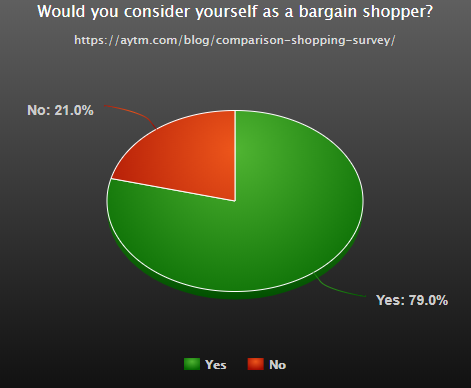 Would you consider yourself as a bargain shopper?
https://aytm.com/blog/comparison-shopping-survey/
No: 21.0%
Yes: 79.0%
Yes No